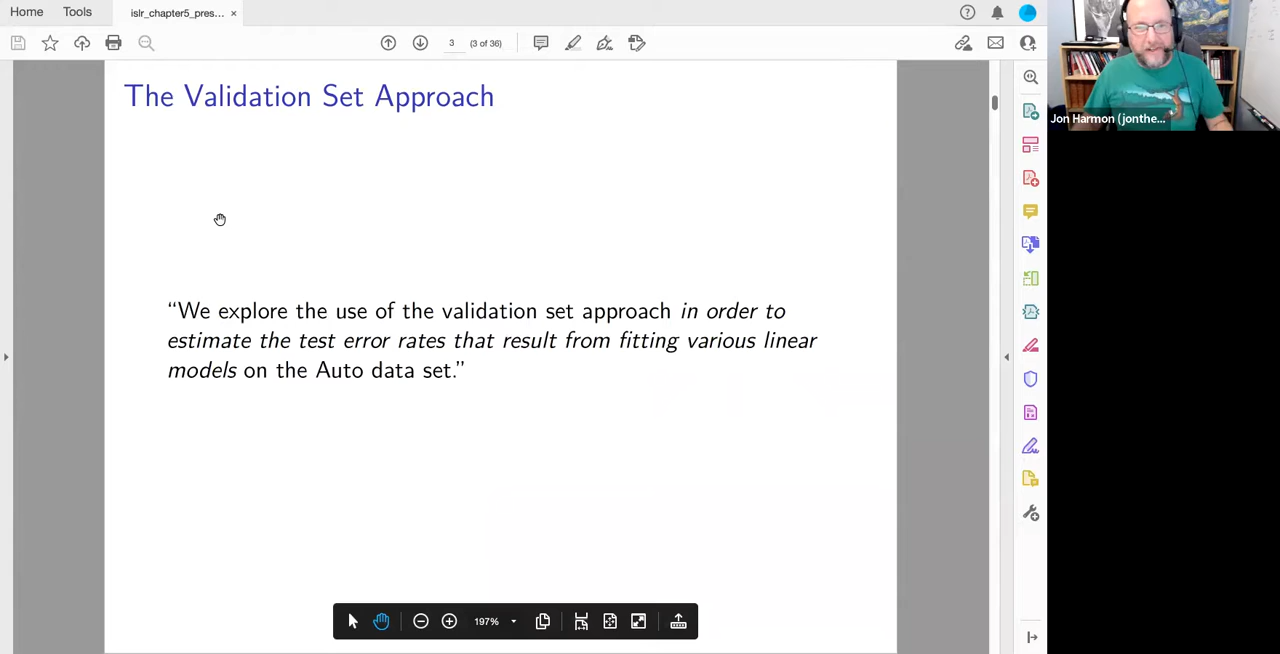 Home Tools islr_chapter5_pres... ×
3 (3 of 36)
The Validation Set Approach
“We explore the use of the validation set approach in order to
estimate the test error rates that result from fitting various linear
models on the Auto data set.”
197%
Jon Harmon (jonthe...